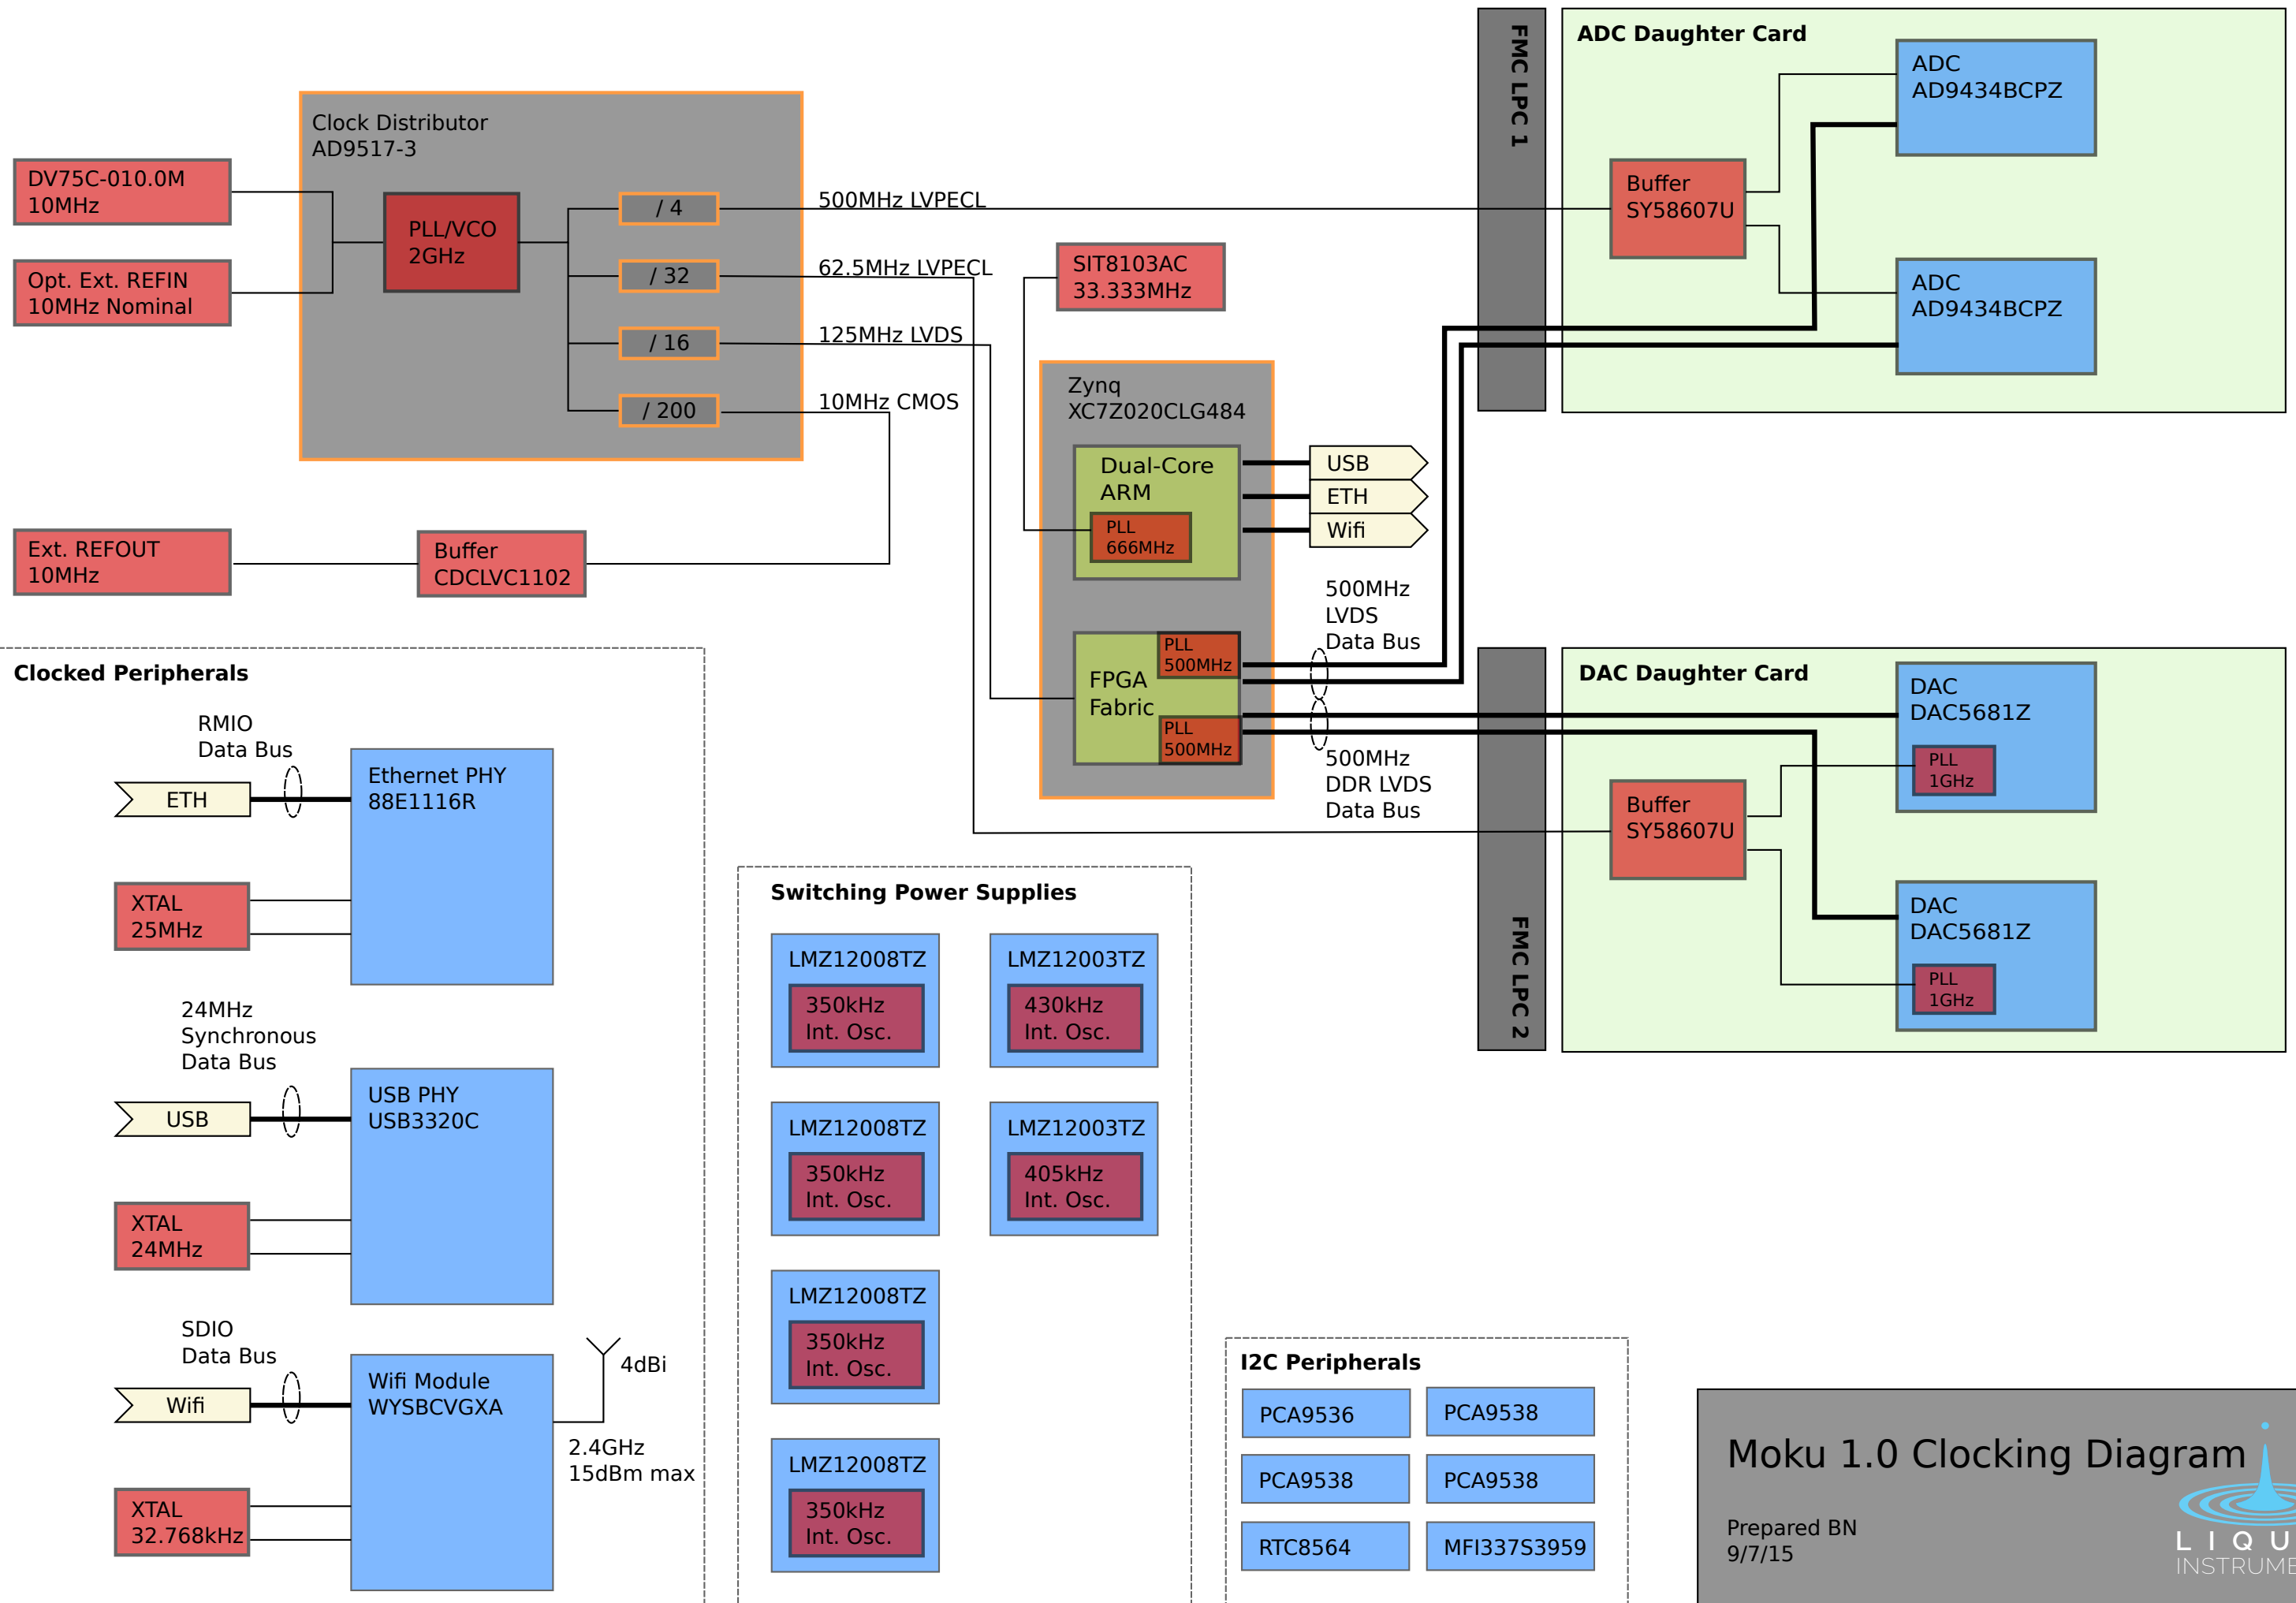 Clock Distributor
AD9517-3
DV75C-010.0M
10MHz
Opt. Ext. REFIN
10MHz Nominal
PLL/VCO
2GHz
/ 4
/ 32
/ 16
/ 200
500MHz LVPECL
62.5MHz LVPECL
125MHz LVDS
10MHz CMOS
Ext. REFOUT
10MHz
Buffer
CDCLVC1102
SIT8103AC
33.333MHz
Zynq
XC7Z020CLG484
Dual-Core
ARM
PLL
666MHz
USB
ETH
Wifi
FPGA
Fabric
PLL
500MHz
PLL
500MHz
500MHz
LVDS
Data Bus
500MHz
DDR LVDS
Data Bus
FMC LPC 1
ADC Daughter Card
Buffer
SY58607U
ADC
AD9434BCPZ
ADC
AD9434BCPZ
FMC LPC 2
DAC Daughter Card
Buffer
SY58607U
DAC
DAC5681Z
PLL
1GHz
DAC
DAC5681Z
PLL
1GHz
Clocked Peripherals
RMIO
Data Bus
ETH
Ethernet PHY
88E1116R
XTAL
25MHz
24MHz
Synchronous
Data Bus
USB
USB PHY
USB3320C
XTAL
24MHz
SDIO
Data Bus
Wifi
Wifi Module
WYSBCVGXA
4dBi
2.4GHz
15dBm max
XTAL
32.768kHz
Switching Power Supplies
LMZ12008TZ
350kHz
Int. Osc.
LMZ12003TZ
430kHz
Int. Osc.
LMZ12008TZ
350kHz
Int. Osc.
LMZ12003TZ
405kHz
Int. Osc.
LMZ12008TZ
350kHz
Int. Osc.
LMZ12008TZ
350kHz
Int. Osc.
I2C Peripherals
PCA9536
PCA9538
PCA9538
PCA9538
RTC8564
MFI337S3959
Moku 1.0 Clocking Diagram
Prepared BN
9/7/15